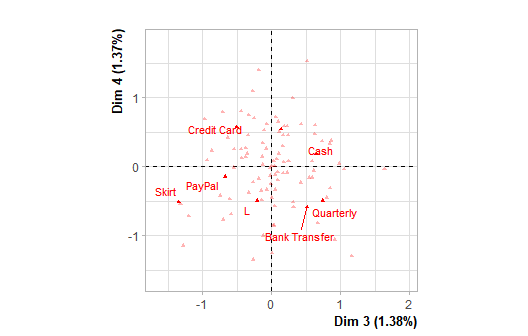 Dim 4 (1.37%)
1
Credit Card
Cash
0
PayPal
Skirt
L
Quarterly
Bank Transfer
-1
-1
0
1
2
Dim 3 (1.38%)